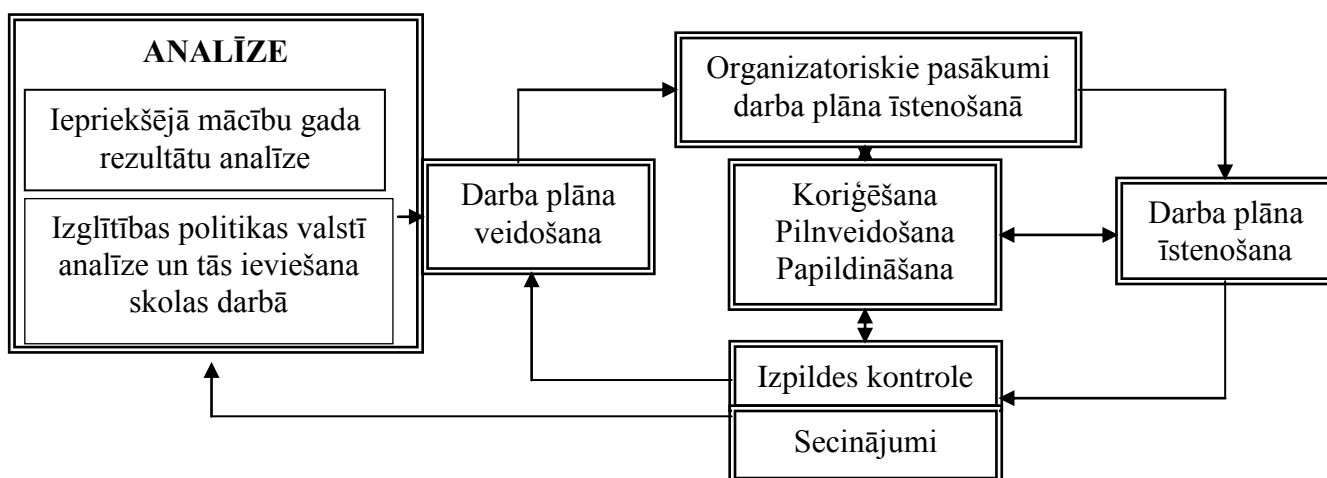 ANALĪZE
Iepriekšējā mācību gada
rezultātu analīze
Izglītības politikas valstī
analīze un tās ieviešana
skolas darbā
Darba plāna
veidošana
Organizatoriskie pasākumi
darba plāna īstenošanā
Koriģēšana
Pilnveidošana
Papildināšana
Darba plāna
īstenošana
Izpildes kontrole
Secinājumi